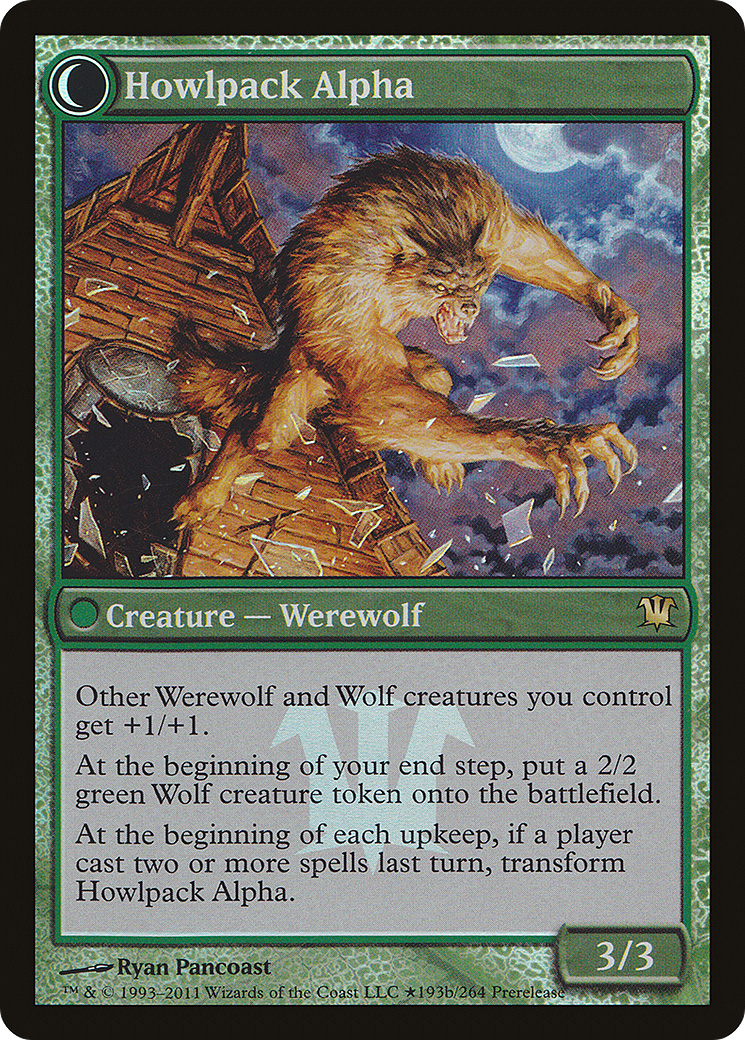 Howlpack Alpha
Creature — Werewolf
Other Werewolf and Wolf creatures you control
get +1/+1.
At the beginning of your end step, put a 2/2
green Wolf creature token onto the battlefield.
At the beginning of each upkeep, if a player
cast two or more spells last turn, transform
Howlpack Alpha.
3/3
Ryan Pancoast
™ & © 1993–2011 Wizards of the Coast LLC ★193b/264 Prerelease